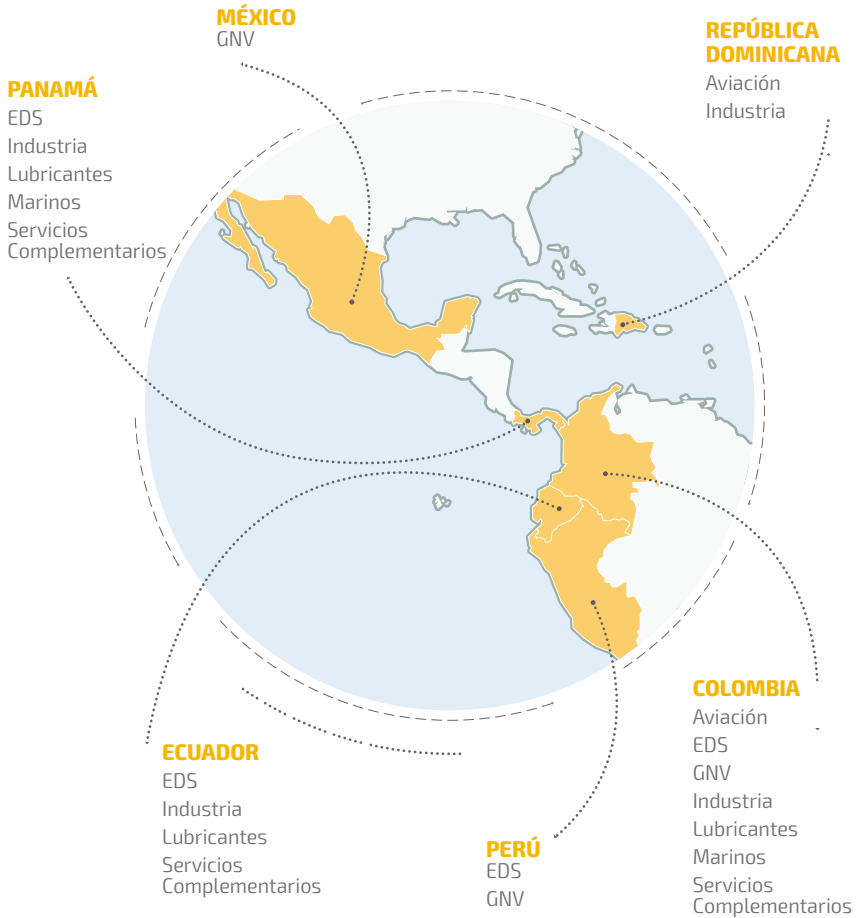 MÉXICO
GNV
REPÚBLICA
DOMINICANA
Aviación
Industria
PANAMÁ
EDS
Industria
Lubricantes
Marinos
Servicios
Complementarios
COLOMBIA
Aviación
EDS
GNV
Industria
Lubricantes
Marinos
Servicios
Complementarios
ECUADOR
EDS
Industria
Lubricantes
Servicios
Complementarios
PERÚ
EDS
GNV